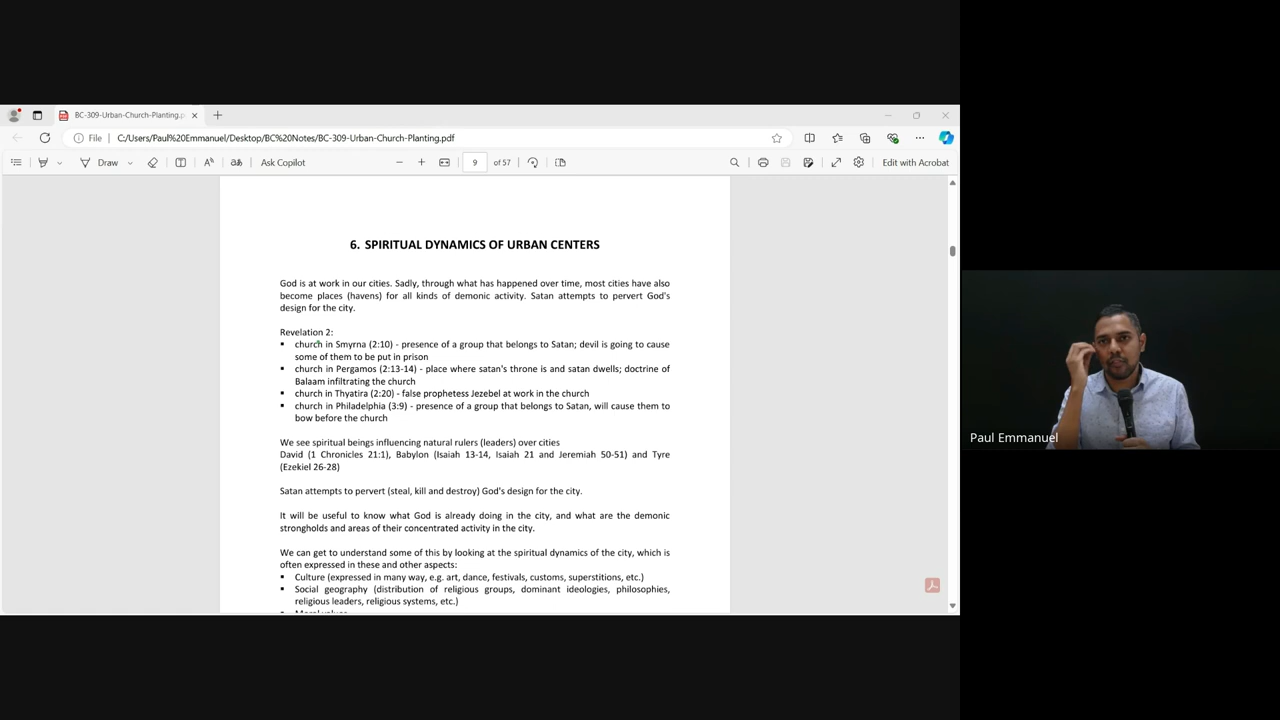 BC-309-Urban-Church-Planting.p
File
C:/Users/Paul%20Emmanuel/Desktop/BC%20Notes/BC-309-Urban-Church-Planting.pdf
Draw
Ask Copilot
9 of 57
Edit with Acrobat
6. SPIRITUAL DYNAMICS OF URBAN CENTERS
God is at work in our cities. Sadly, through what has happened over time, most cities have also
become places (havens) for all kinds of demonic activity. Satan attempts to pervert God's
design for the city.
Revelation 2:
▪ church in Smyrna (2:10) - presence of a group that belongs to Satan; devil is going to cause
some of them to be put in prison
▪ church in Pergamos (2:13-14) - place where satan's throne is and satan dwells; doctrine of
Balaam infiltrating the church
▪ church in Thyatira (2:20) - false prophetess Jezebel at work in the church
▪ church in Philadelphia (3:9) - presence of a group that belongs to Satan, will cause them to
bow before the church
We see spiritual beings influencing natural rulers (leaders) over cities
David (1 Chronicles 21:1), Babylon (Isaiah 13-14, Isaiah 21 and Jeremiah 50-51) and Tyre
(Ezekiel 26-28)
Satan attempts to pervert (steal, kill and destroy) God's design for the city.
It will be useful to know what God is already doing in the city, and what are the demonic
strongholds and areas of their concentrated activity in the city.
We can get to understand some of this by looking at the spiritual dynamics of the city, which is
often expressed in these and other aspects:
▪ Culture (expressed in many way, e.g. art, dance, festivals, customs, superstitions, etc.)
▪ Social geography (distribution of religious groups, dominant ideologies, philosophies,
religious leaders, religious systems, etc.)
Paul Emmanuel